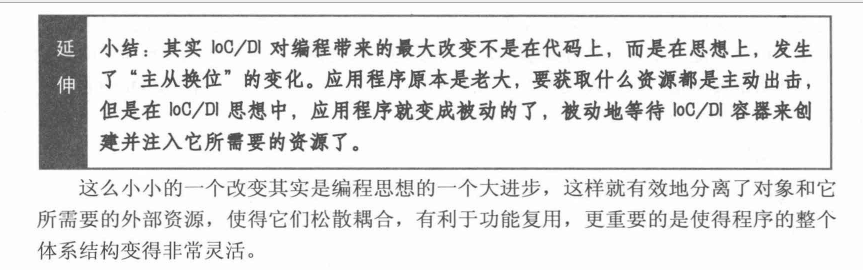 延伸
小结：其实 IoC/DI 对编程带来的最大改变不是在代码上，而是在思想上，发生
了“主从换位”的变化。应用程序原本是老大，要获取什么资源都是主动出击，
但是在 IoC/DI 思想中，应用程序就变成被动的了，被动地等待 IoC/DI 容器来创
建并注入它所需要的资源了。
这么小小的一个改变其实是编程思想的一个大进步，这样就有效地分离了对象和它
所需要的外部资源，使得它们松散耦合，有利于功能复用，更重要的是使得程序的整个
体系结构变得非常灵活。